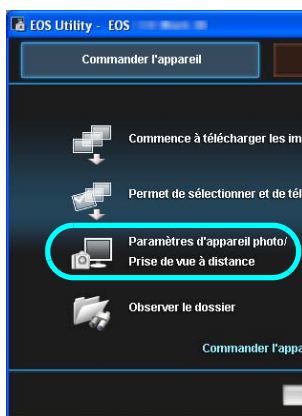 EOS Utility - EOS
Commander l'appareil
Commence à télécharger les im
Permet de sélectionner et de tél
Paramètres d'appareil photo/
Prise de vue à distance
Observer le dossier
Commander l'appa